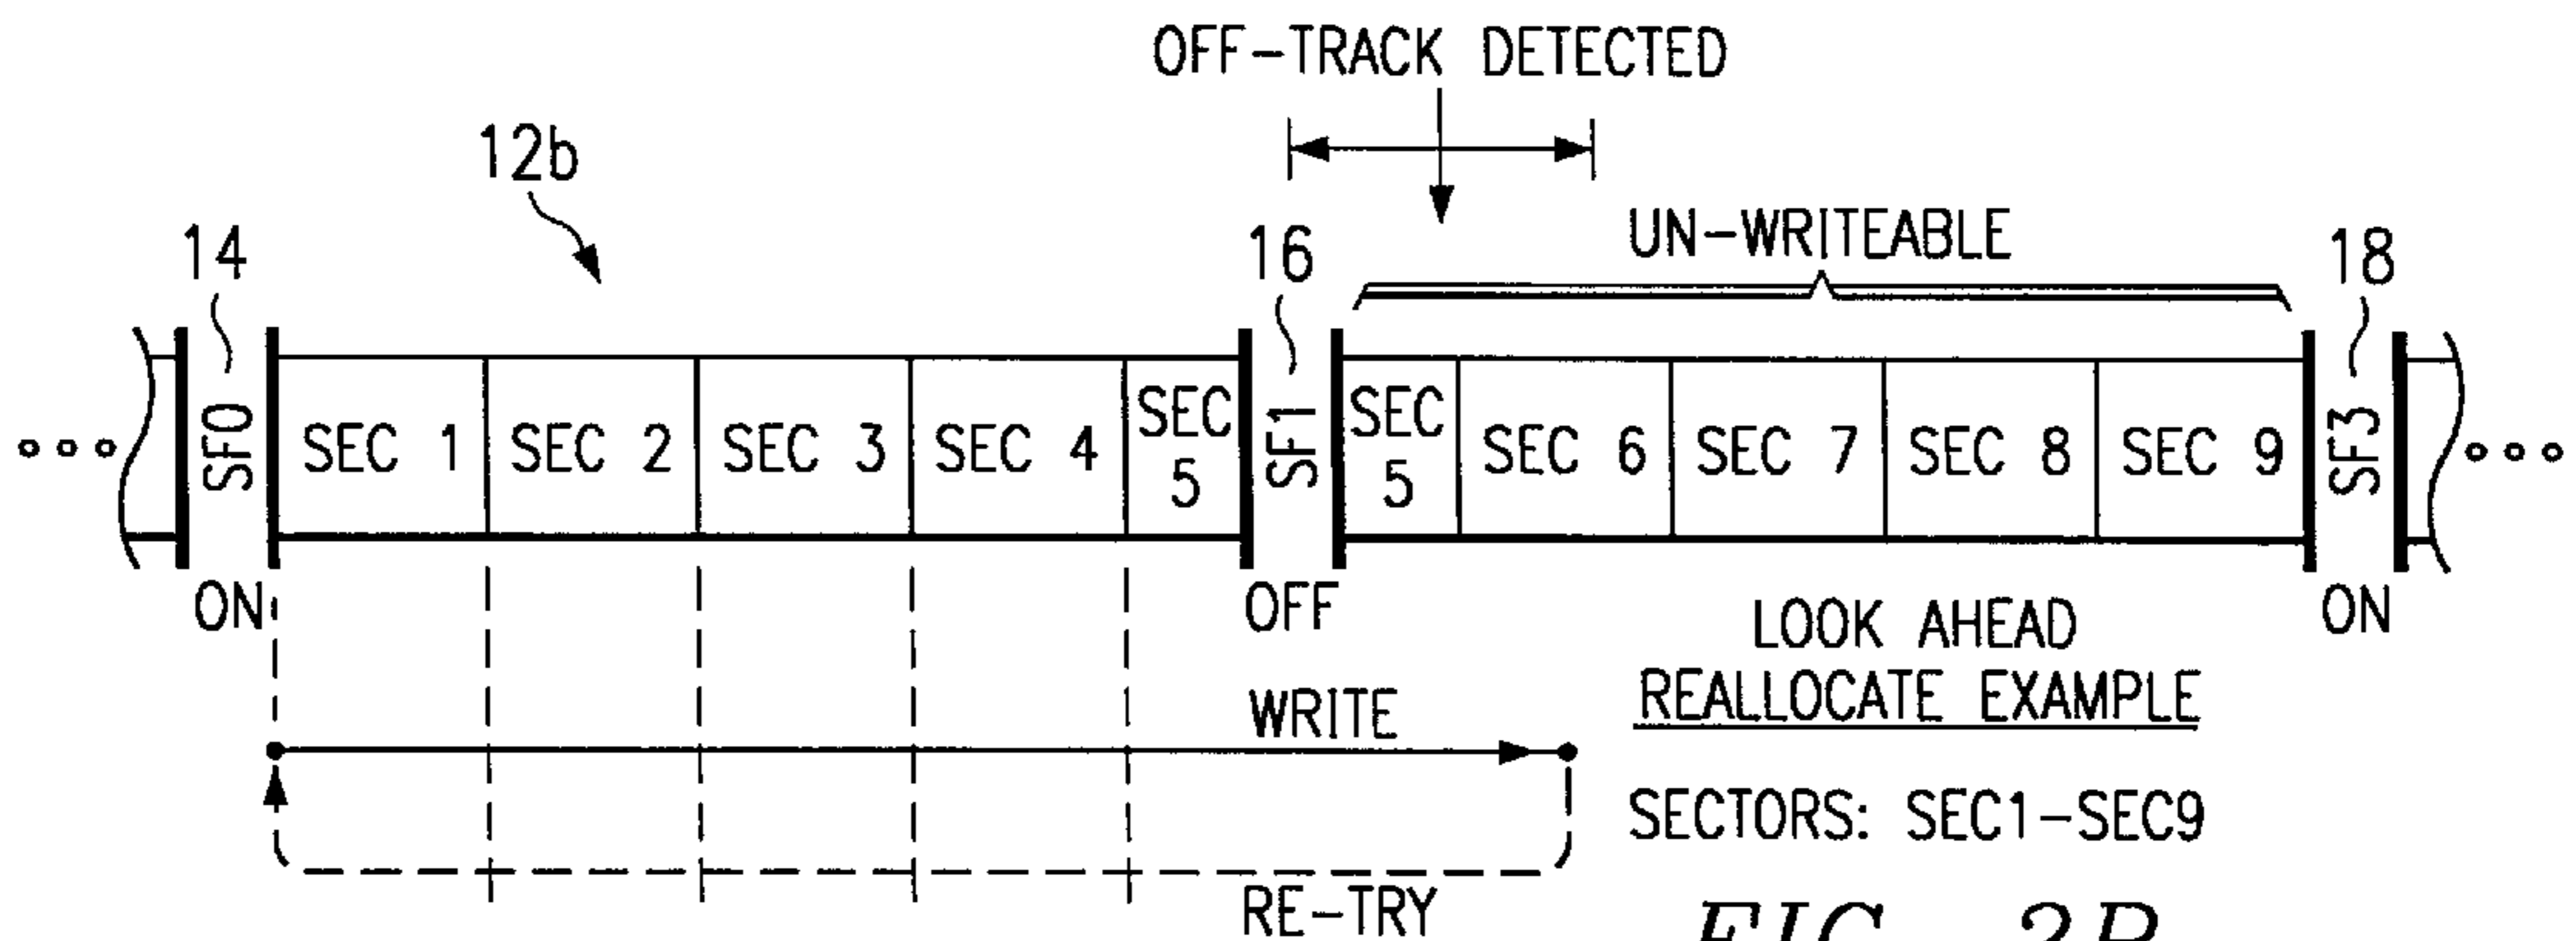 OFF-TRACK DETECTED
12b
14
16
UN-WRITEABLE
18
SF0
SEC 1
SEC 2
SEC 3
SEC 4
SEC
5
SF1
SEC
5
SEC 6
SEC 7
SEC 8
SEC 9
SF3
ON
OFF
ON
LOOK AHEAD
REALLOCATE EXAMPLE
WRITE
SECTORS: SEC1-SEC9
RE-TRY